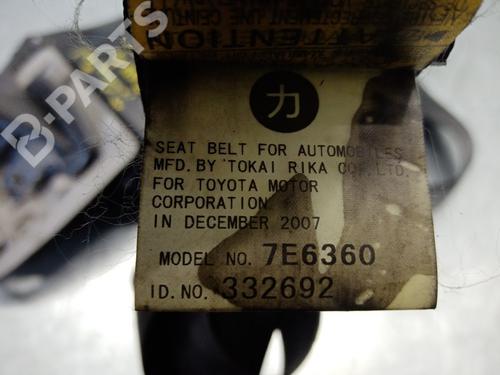 ATTENTION
力
SEAT BELT FOR AUTOMOBILES
MFD. BY TOKAI RIKA CO., LTD.
FOR TOYOTA MOTOR
CORPORATION
IN DECEMBER 2007
MODEL NO. 7E6360
ID. NO. 332692
B PARTS